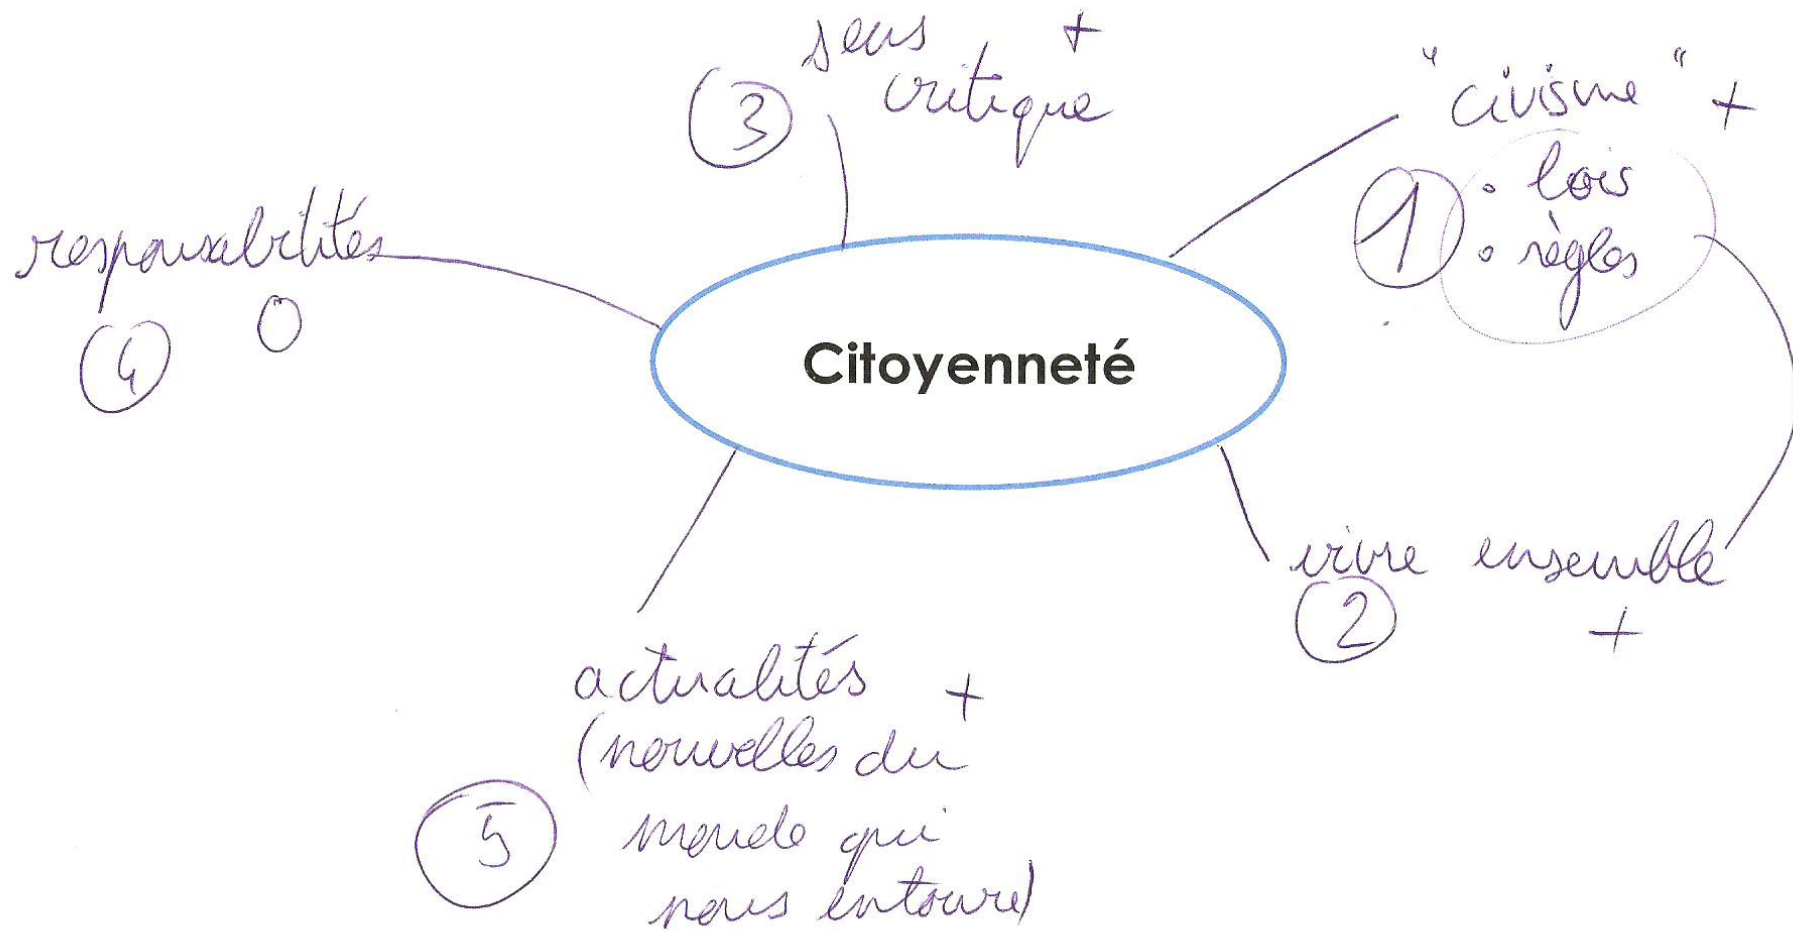 sens +
critique
③
"civisme" +
① • lois
• règles
responsabilités
0
④
Citoyenneté
vivre ensemble
②
+
actualités +
(nouvelles du
⑤ monde qui
nous entoure)